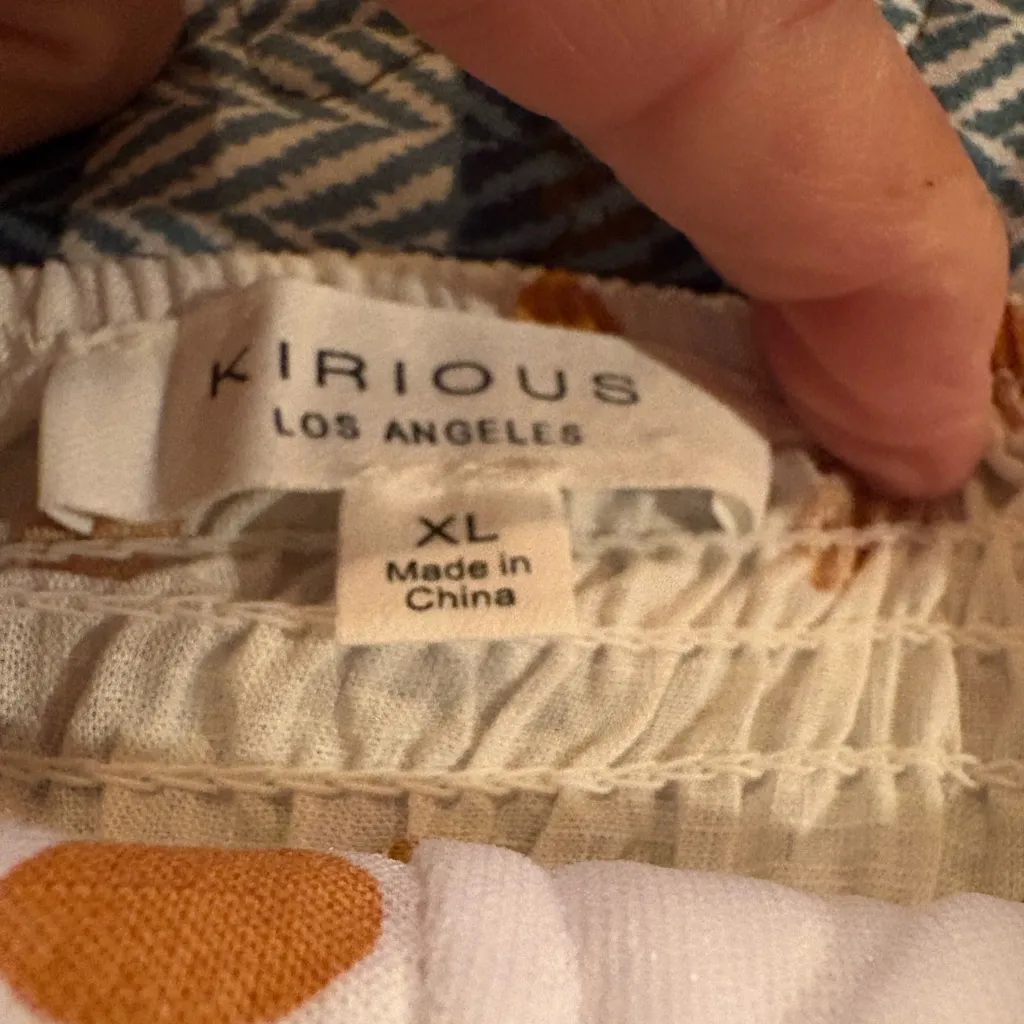 KIRIOUS
LOS ANGELES
XL
Made in
China